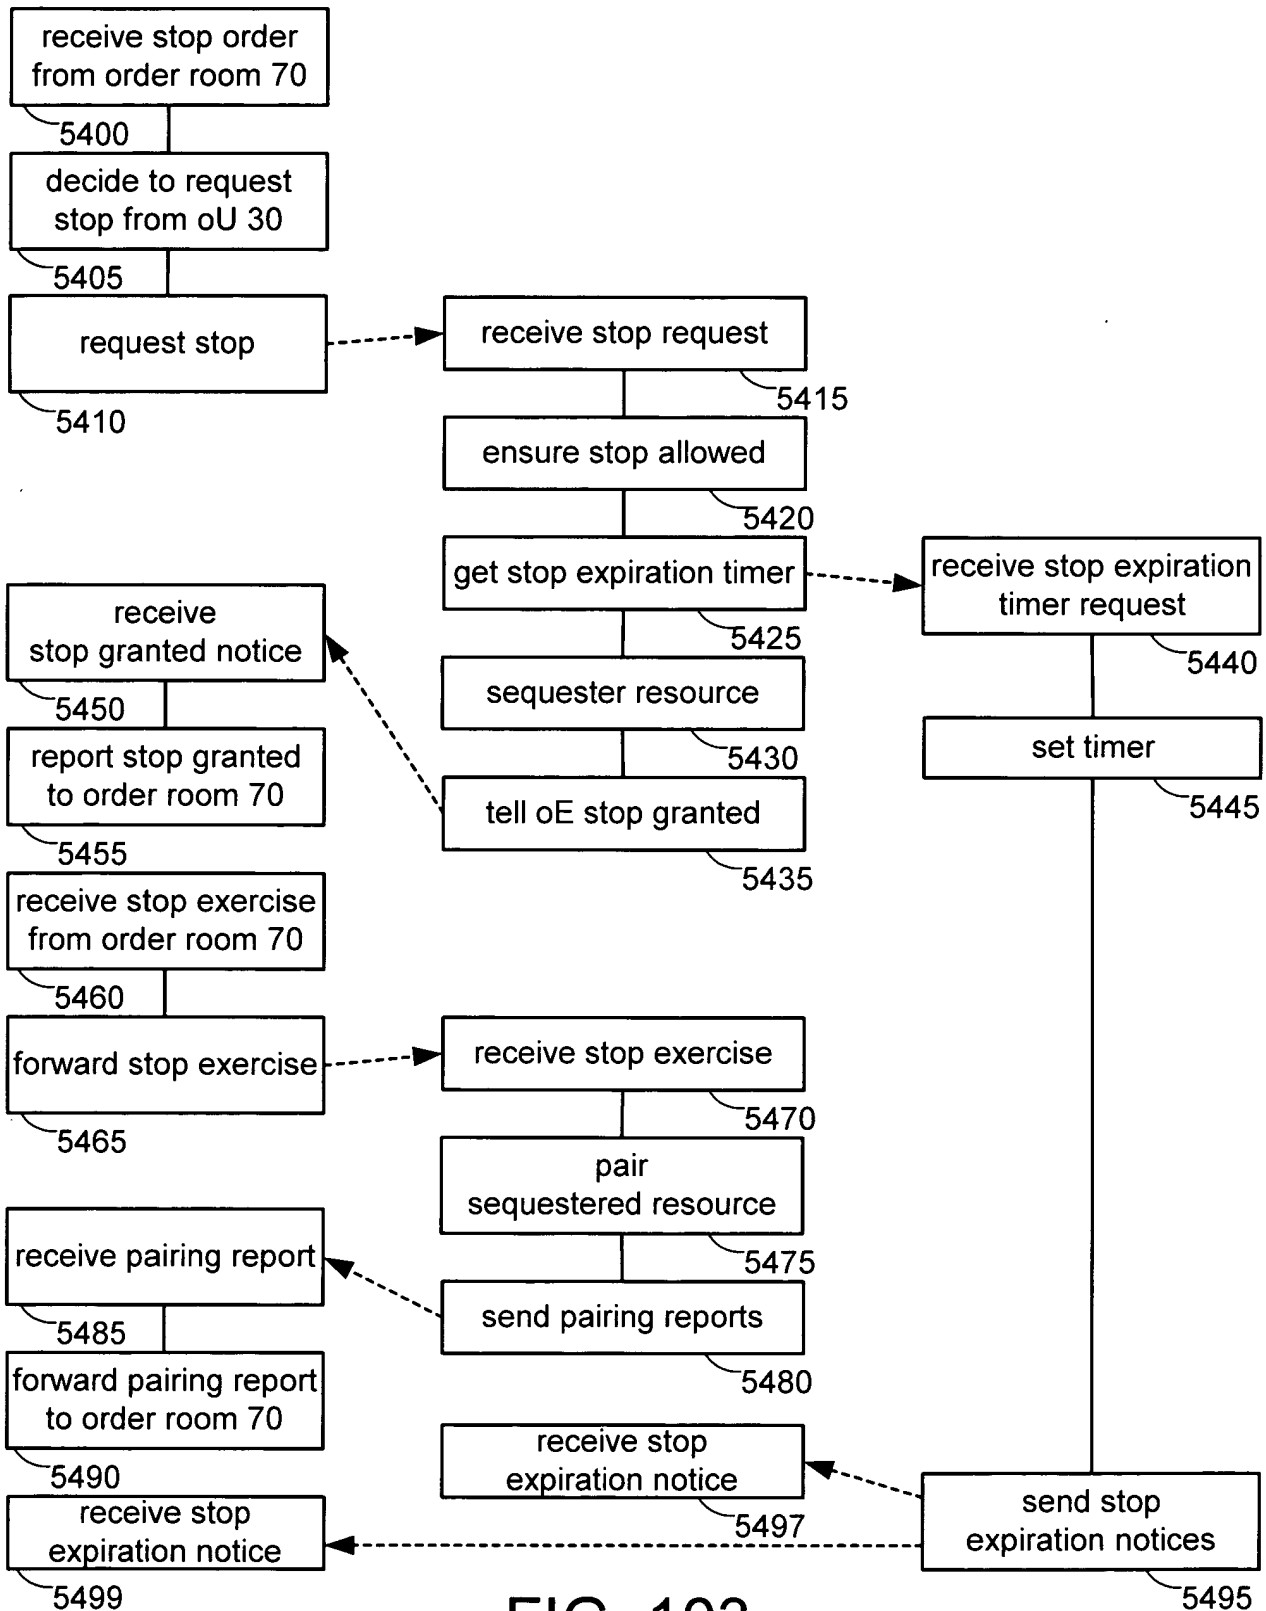 receive stop order
from order room 70
5400
decide to request
stop from oU 30
5405
request stop
5410
receive stop request
5415
ensure stop allowed
5420
get stop expiration timer
5425
receive stop expiration
timer request
5440
receive
stop granted notice
5450
sequester resource
5430
set timer
5445
report stop granted
to order room 70
5455
tell oE stop granted
5435
receive stop exercise
from order room 70
5460
forward stop exercise
5465
receive stop exercise
5470
pair
sequestered resource
5475
receive pairing report
5485
send pairing reports
5480
forward pairing report
to order room 70
5490
receive stop
expiration notice
5497
send stop
expiration notices
5495
receive stop
expiration notice
5499